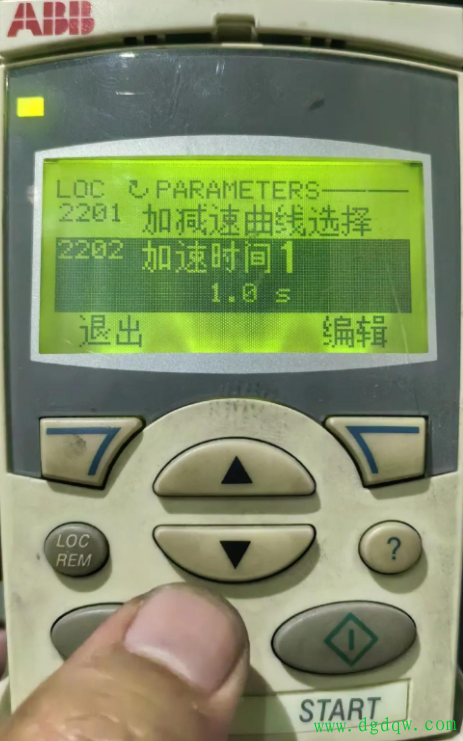 ABB
LOC ↻PARAMETERS
2201 加减速曲线选择
2202 加速时间1
1.0 s
退出 编辑
LOC
REM
?
START
www.dgdqw.com